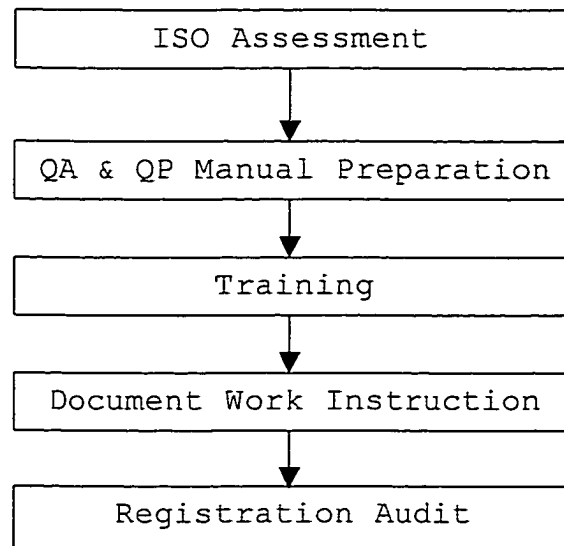 ISO Assessment
QA & QP Manual Preparation
Training
Document Work Instruction
Registration Audit